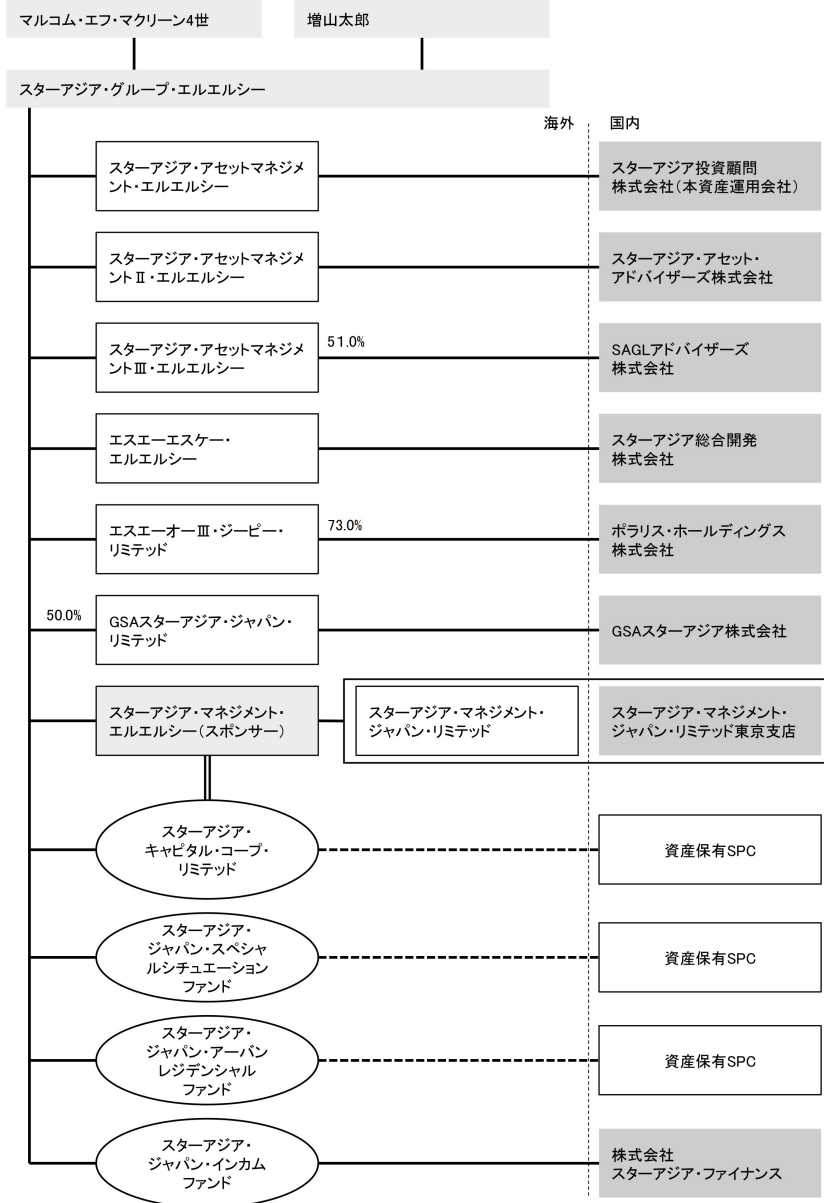 マルコム・エフ・マクリーン4世
増山太郎
スターアジア・グループ・エルエルシー
海外
国内
スターアジア・アセットマネジメ
ント・エルエルシー
スターアジア投資顧問
株式会社(本資産運用会社)
スターアジア・アセットマネジメ
ントⅡ・エルエルシー
スターアジア・アセット・
アドバイザーズ株式会社
スターアジア・アセットマネジメ
ントⅢ・エルエルシー
51.0%
SAGLアドバイザーズ
株式会社
エスエーエスケー・
エルエルシー
スターアジア総合開発
株式会社
エスエーオーⅢ・ジーピー・
リミテッド
73.0%
ポラリス・ホールディングス
株式会社
50.0%
GSAスターアジア・ジャパン・
リミテッド
GSAスターアジア株式会社
スターアジア・マネジメント・
エルエルシー(スポンサー)
スターアジア・マネジメント・
ジャパン・リミテッド
スターアジア・マネジメント・
ジャパン・リミテッド東京支店
スターアジア・
キャピタル・コープ・
リミテッド
資産保有SPC
スターアジア・
ジャパン・スペシャ
ルシチュエーション
ファンド
資産保有SPC
スターアジア・
ジャパン・アーバン
レジデンシャル
ファンド
資産保有SPC
スターアジア・
ジャパン・インカム
ファンド
株式会社
スターアジア・ファイナンス